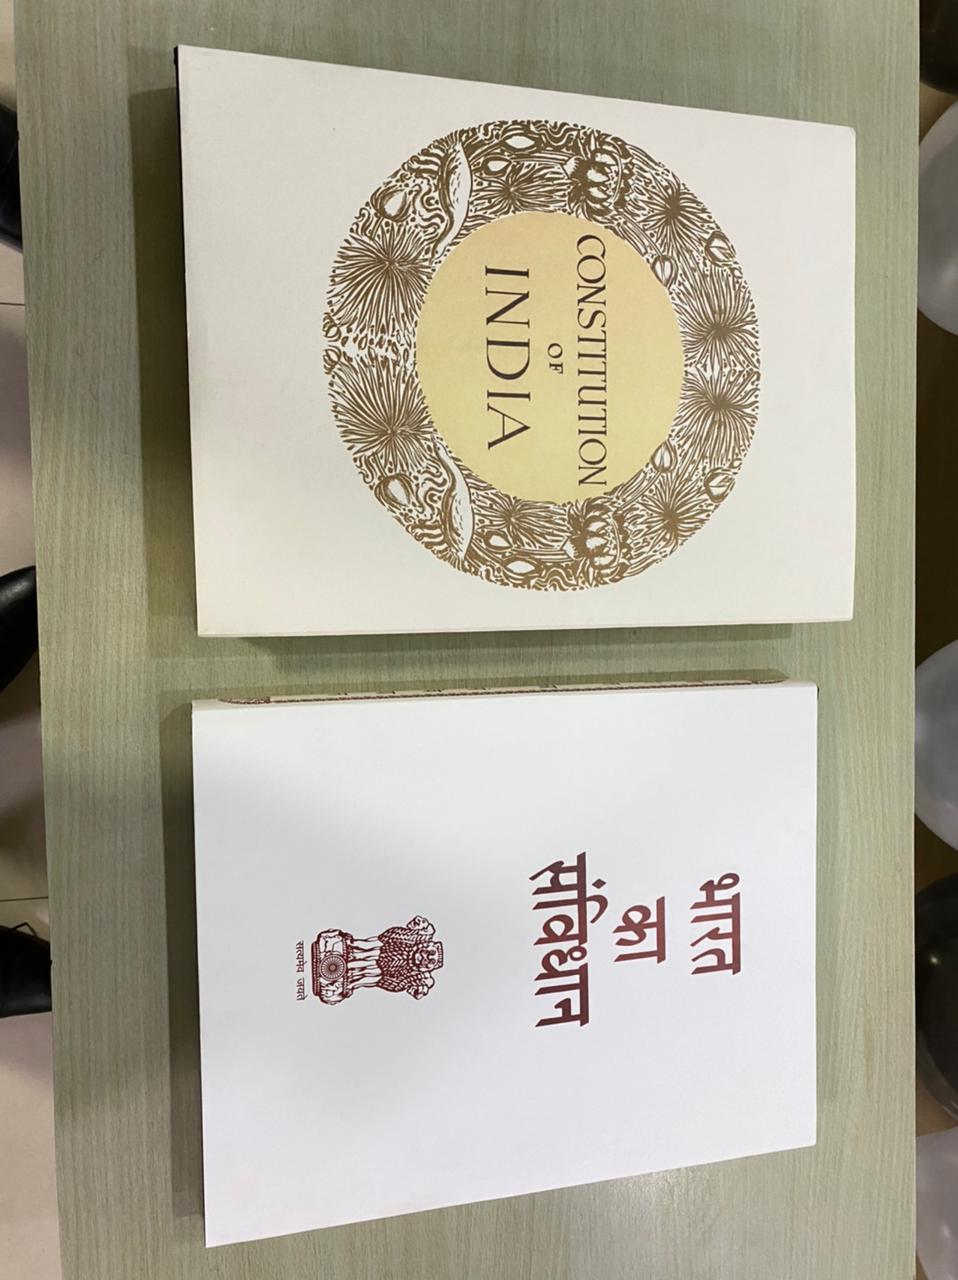 CONSTITUTION
OF
INDIA
भारत
का
संविधान
सत्यमेव जयते